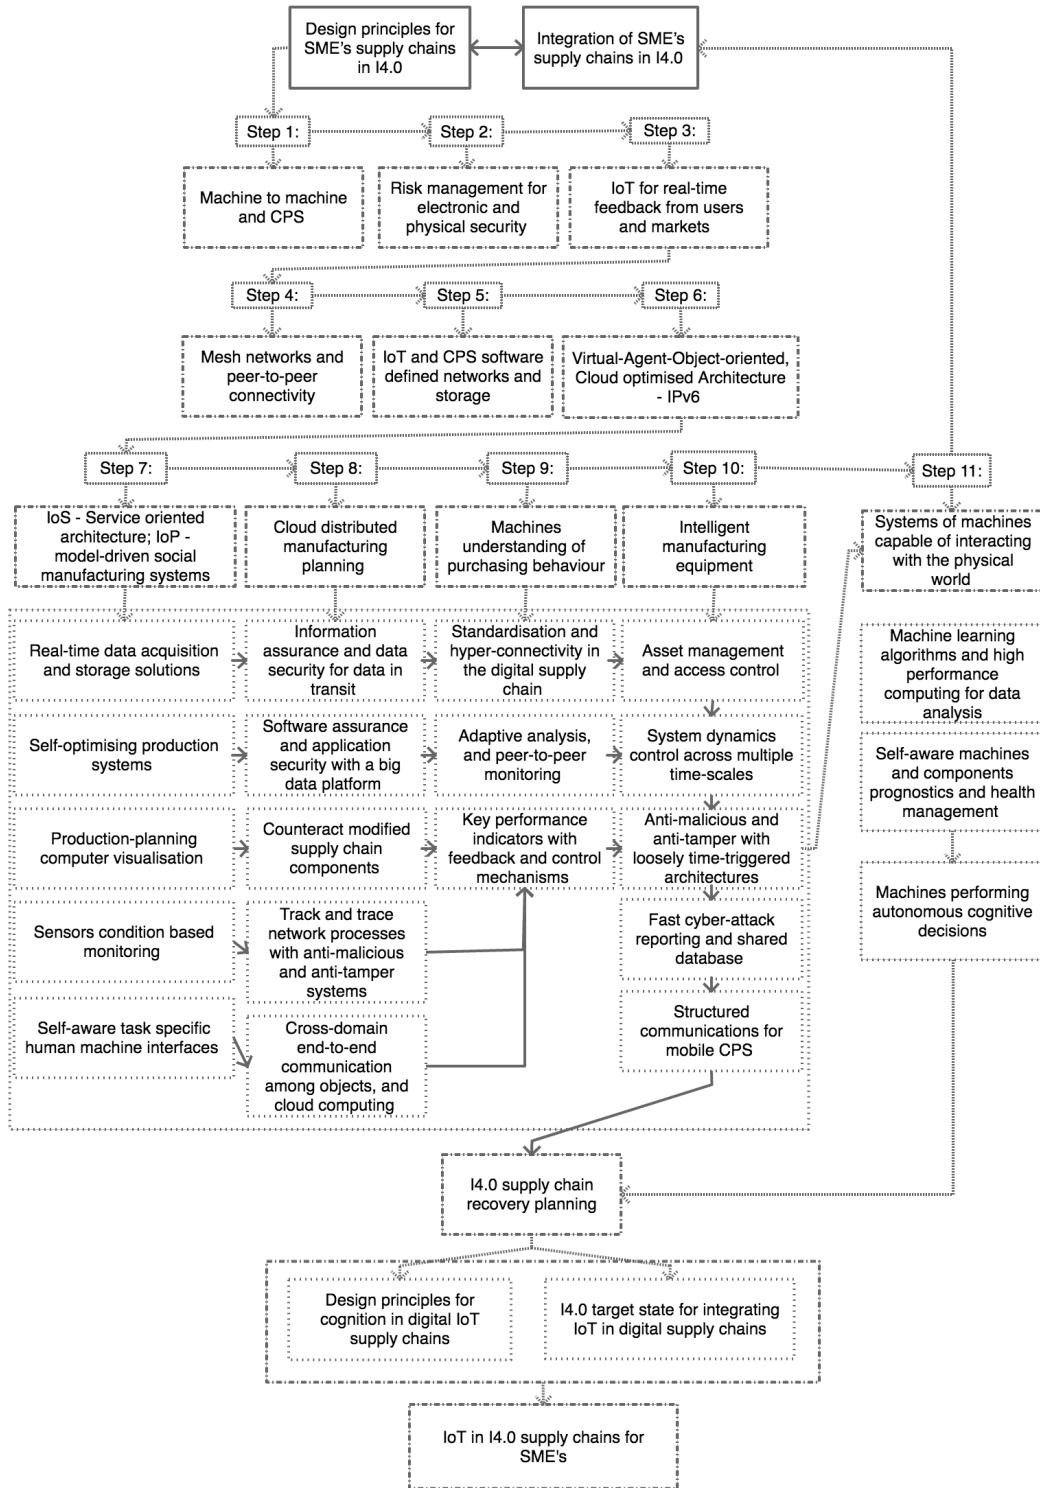 Design principles for
SME's supply chains
in I4.0
Integration of SME's
supply chains in I4.0
Step 1:
Step 2:
Step 3:
Machine to machine
and CPS
Risk management for
electronic and
physical security
IoT for real-time
feedback from users
and markets
Step 4:
Step 5:
Step 6:
Mesh networks and
peer-to-peer
connectivity
IoT and CPS software
defined networks and
storage
Virtual-Agent-Object-oriented,
Cloud optimised Architecture
- IPv6
Step 7:
Step 8:
Step 9:
Step 10:
Step 11:
IoS - Service oriented
architecture; IoP -
model-driven social
manufacturing systems
Cloud distributed
manufacturing
planning
Machines
understanding of
purchasing behaviour
Intelligent
manufacturing
equipment
Systems of machines
capable of interacting
with the physical
world
Real-time data acquisition
and storage solutions
Information
assurance and data
security for data in
transit
Standardisation and
hyper-connectivity in
the digital supply
chain
Asset management
and access control
Machine learning
algorithms and high
performance
computing for data
analysis
Self-optimising production
systems
Software assurance
and application
security with a big
data platform
Adaptive analysis,
and peer-to-peer
monitoring
System dynamics
control across multiple
time-scales
Self-aware machines
and components
prognostics and health
management
Production-planning
computer visualisation
Counteract modified
supply chain
components
Key performance
indicators with
feedback and control
mechanisms
Anti-malicious and
anti-tamper with
loosely time-triggered
architectures
Machines performing
autonomous cognitive
decisions
Sensors condition based
monitoring
Track and trace
network processes
with anti-malicious
and anti-tamper
systems
Fast cyber-attack
reporting and shared
database
Self-aware task specific
human machine interfaces
Cross-domain
end-to-end
communication
among objects, and
cloud computing
Structured
communications for
mobile CPS
I4.0 supply chain
recovery planning
Design principles for
cognition in digital IoT
supply chains
I4.0 target state for integrating
IoT in digital supply chains
IoT in I4.0 supply chains for
SME's